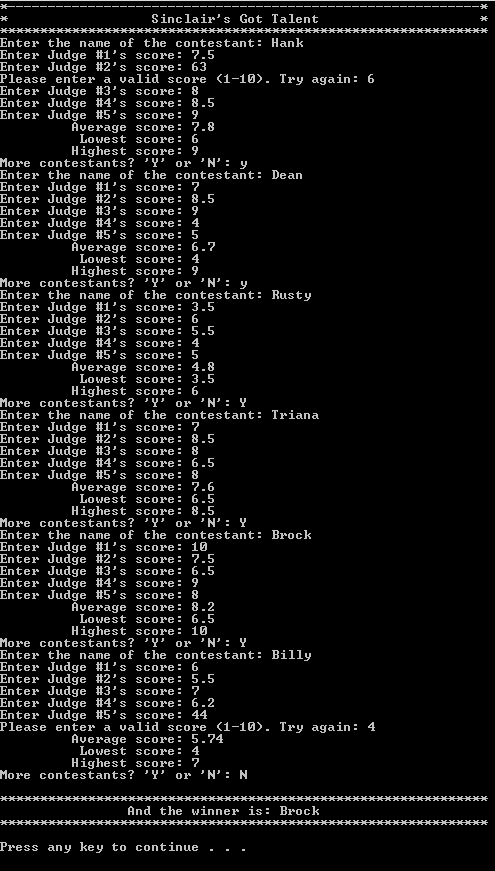 *-----------------------------------------------------------*
*                  Sinclair's Got Talent                    *
*************************************************************
Enter the name of the contestant: Hank
Enter Judge #1's score: 7.5
Enter Judge #2's score: 63
Please enter a valid score (1-10). Try again: 6
Enter Judge #3's score: 8
Enter Judge #4's score: 8.5
Enter Judge #5's score: 9
         Average score: 7.8
          Lowest score: 6
         Highest score: 9
More contestants? 'Y' or 'N': y
Enter the name of the contestant: Dean
Enter Judge #1's score: 7
Enter Judge #2's score: 8.5
Enter Judge #3's score: 9
Enter Judge #4's score: 4
Enter Judge #5's score: 5
         Average score: 6.7
          Lowest score: 4
         Highest score: 9
More contestants? 'Y' or 'N': y
Enter the name of the contestant: Rusty
Enter Judge #1's score: 3.5
Enter Judge #2's score: 6
Enter Judge #3's score: 5.5
Enter Judge #4's score: 4
Enter Judge #5's score: 5
         Average score: 4.8
          Lowest score: 3.5
         Highest score: 6
More contestants? 'Y' or 'N': Y
Enter the name of the contestant: Triana
Enter Judge #1's score: 7
Enter Judge #2's score: 8.5
Enter Judge #3's score: 8
Enter Judge #4's score: 6.5
Enter Judge #5's score: 8
         Average score: 7.6
          Lowest score: 6.5
         Highest score: 8.5
More contestants? 'Y' or 'N': Y
Enter the name of the contestant: Brock
Enter Judge #1's score: 10
Enter Judge #2's score: 7.5
Enter Judge #3's score: 6.5
Enter Judge #4's score: 9
Enter Judge #5's score: 8
         Average score: 8.2
          Lowest score: 6.5
         Highest score: 10
More contestants? 'Y' or 'N': Y
Enter the name of the contestant: Billy
Enter Judge #1's score: 6
Enter Judge #2's score: 5.5
Enter Judge #3's score: 7
Enter Judge #4's score: 6.2
Enter Judge #5's score: 44
Please enter a valid score (1-10). Try again: 4
         Average score: 5.74
          Lowest score: 4
         Highest score: 7
More contestants? 'Y' or 'N': N
*************************************************************
                And the winner is: Brock
*************************************************************
Press any key to continue . . .